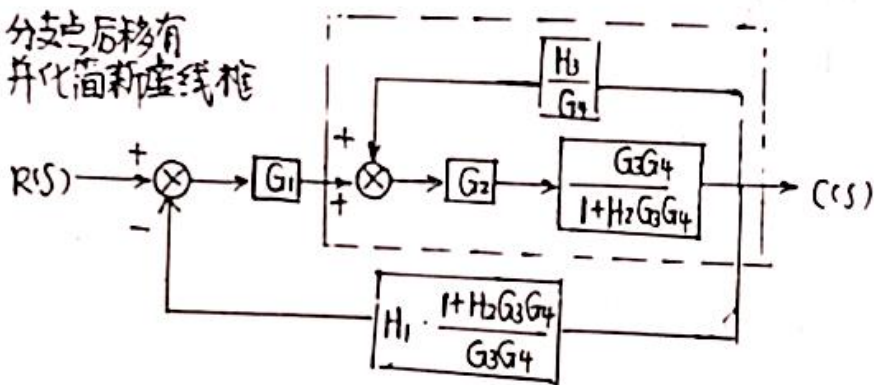 分支点后移有
并化简新虚线框
H3
G4
R(S)
+
-
G1
+
+
G2
G3G4
1+H2G3G4
C(S)
H1 · 1+H2G3G4
G3G4